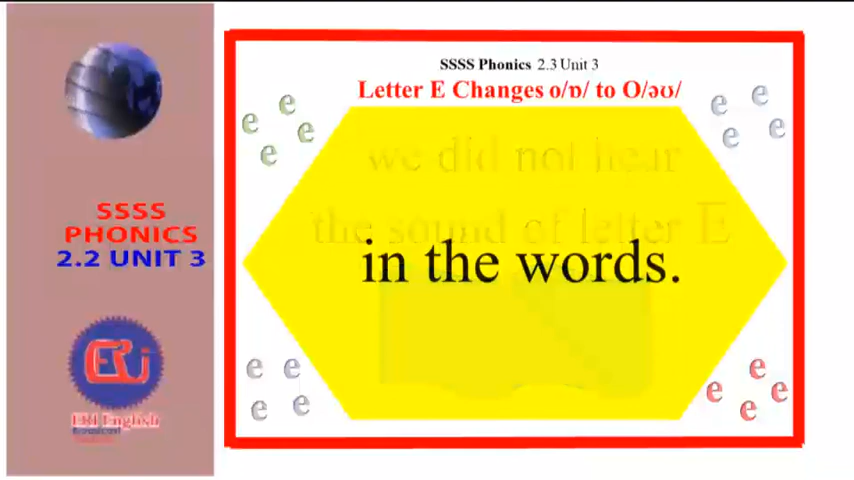 SSSS Phonics 2.3 Unit 3
Letter E Changes o/ɒ/ to O/əʊ/
e e e e
e e e e
we did not hear
the sound of letter E
in the words.
SSSS
PHONICS
2.2 UNIT 3
ERi
ERI English
e e e e
e e e e